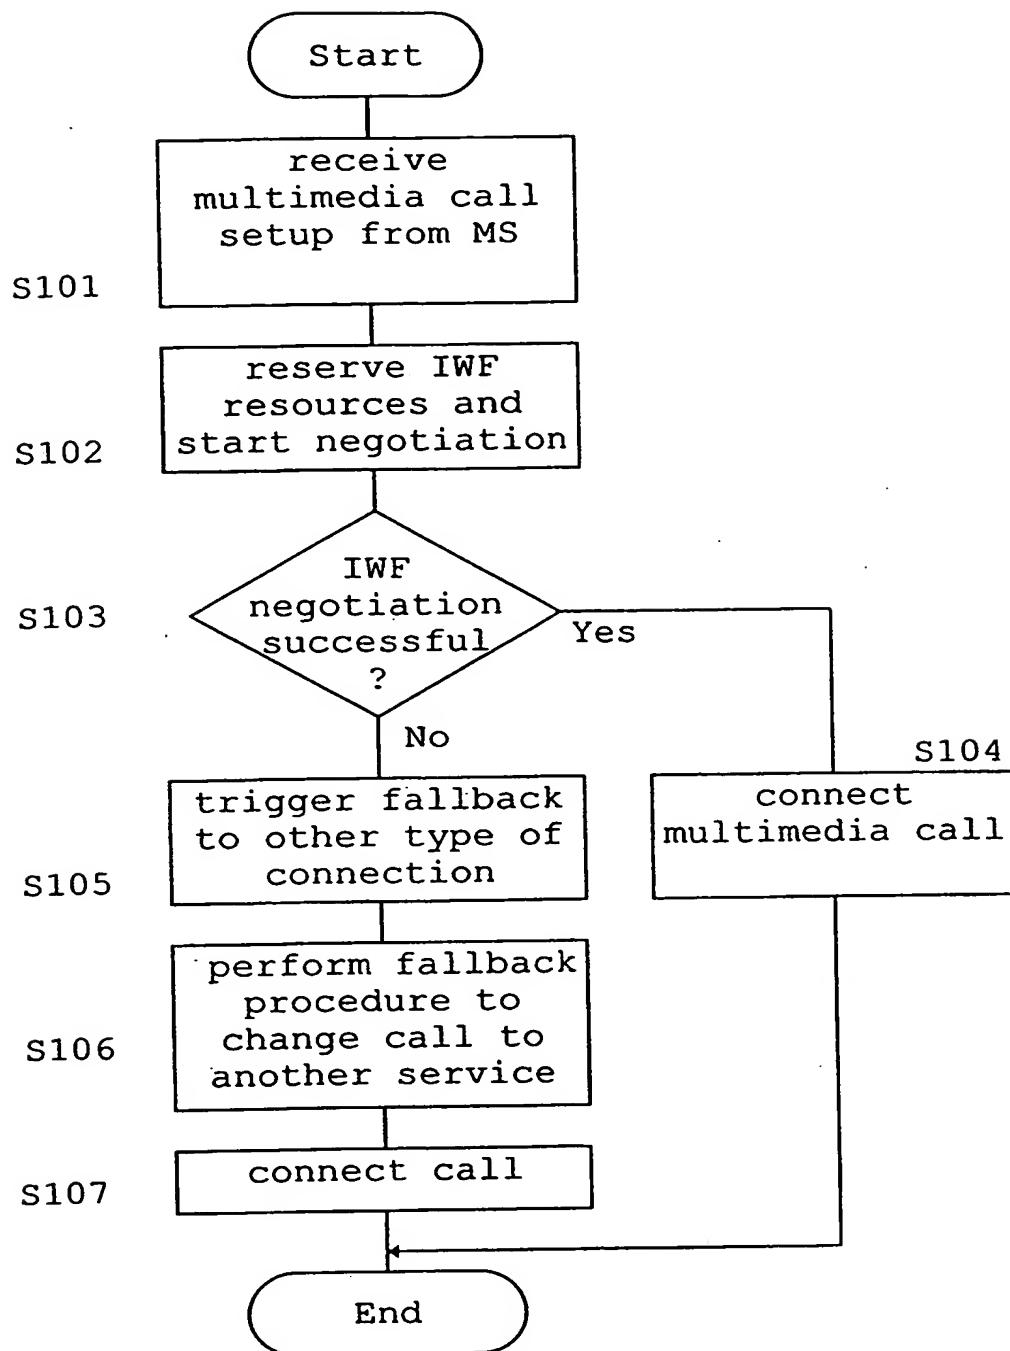 Start
receive
multimedia call
setup from MS
S101
reserve IWF
resources and
start negotiation
S102
IWF
negotiation
successful
?
S103
Yes
No
S104
connect
multimedia call
trigger fallback
to other type of
connection
S105
perform fallback
procedure to
change call to
another service
S106
connect call
S107
End